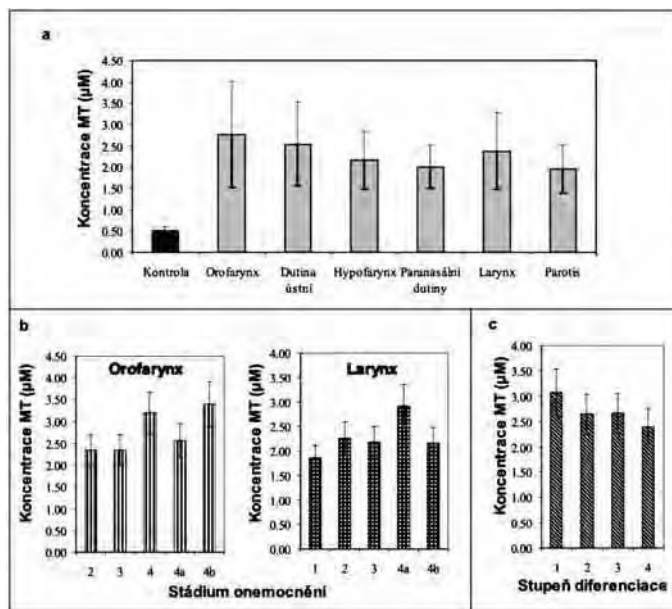 a
Koncentrace MT (µM)
4.50
4.00
3.50
3.00
2.50
2.00
1.50
1.00
0.50
0.00
Kontrola Orofarynx Dutina ústní Hypofarynx Paranasální dutiny Larynx Parotis
b
Orofarynx
Koncentrace MT (µM)
4.50
4.00
3.50
3.00
2.50
2.00
1.50
1.00
0.50
0.00
2 3 4 4a 4b
Larynx
Koncentrace MT (µM)
4.00
3.50
3.00
2.50
2.00
1.50
1.00
0.50
0.00
1 2 3 4a 4b
Stádium onemocnění
c
Koncentrace MT (µM)
4.00
3.50
3.00
2.50
2.00
1.50
1.00
0.50
0.00
1 2 3 4
Stupeň diferenciace